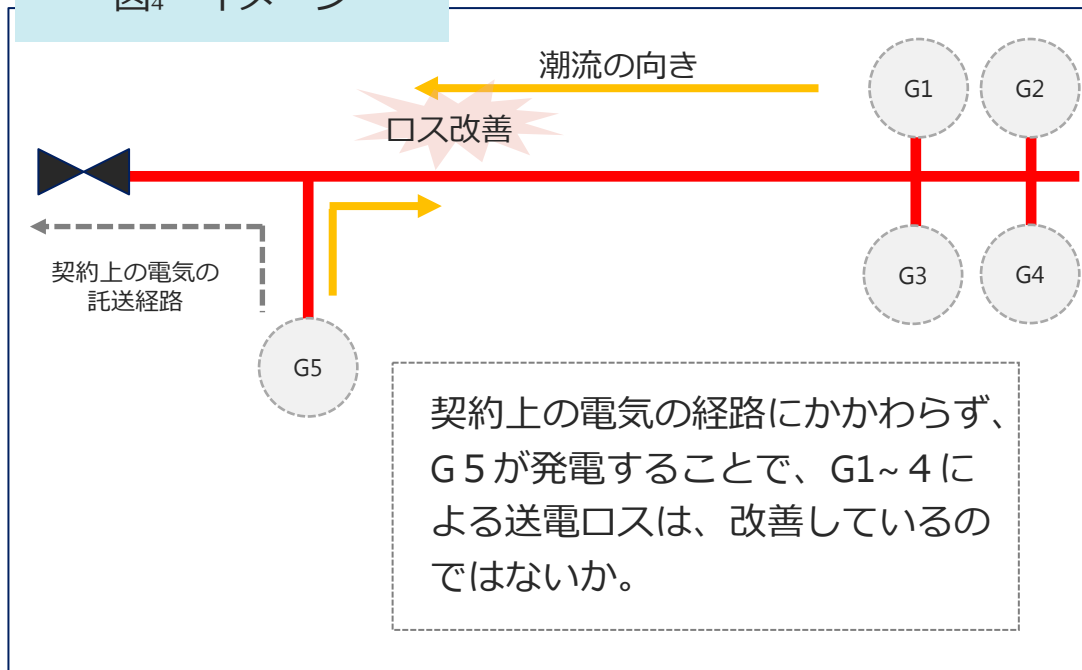 図4 イメージ
潮流の向き
G1
G2
ロス改善
契約上の電気の
託送経路
G3
G4
G5
契約上の電気の経路にかかわらず、
G５が発電することで、G1~４に
よる送電ロスは、改善しているの
ではないか。